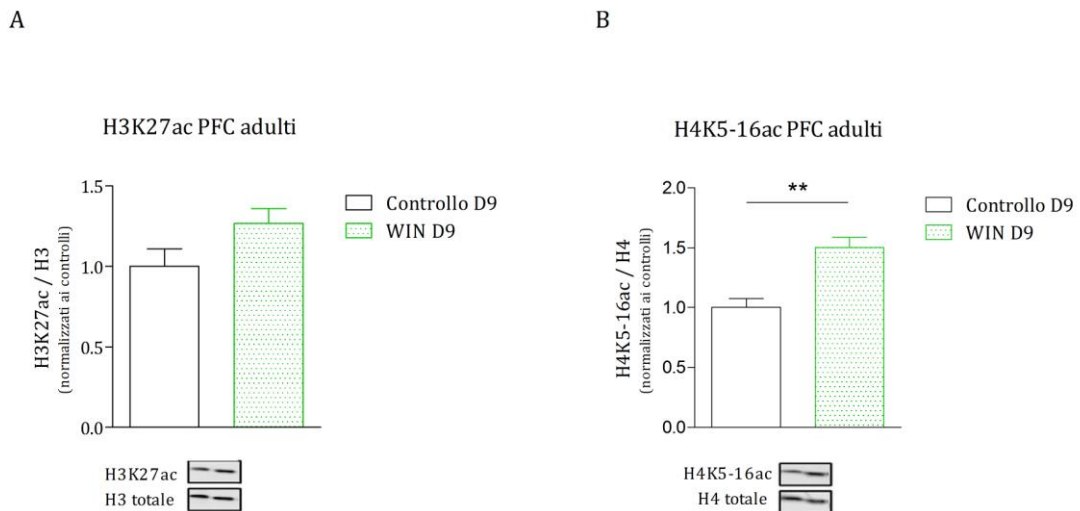 A
H3K27ac PFC adulti
H3K27ac / H3
(normalizzati ai controlli)
1.5
1.0
0.5
0.0
Controllo D9
WIN D9
H3K27ac
H3 totale
B
H4K5-16ac PFC adulti
H4K5-16ac / H4
(normalizzati ai controlli)
2.0
1.5
1.0
0.5
0.0
**
Controllo D9
WIN D9
H4K5-16ac
H4 totale